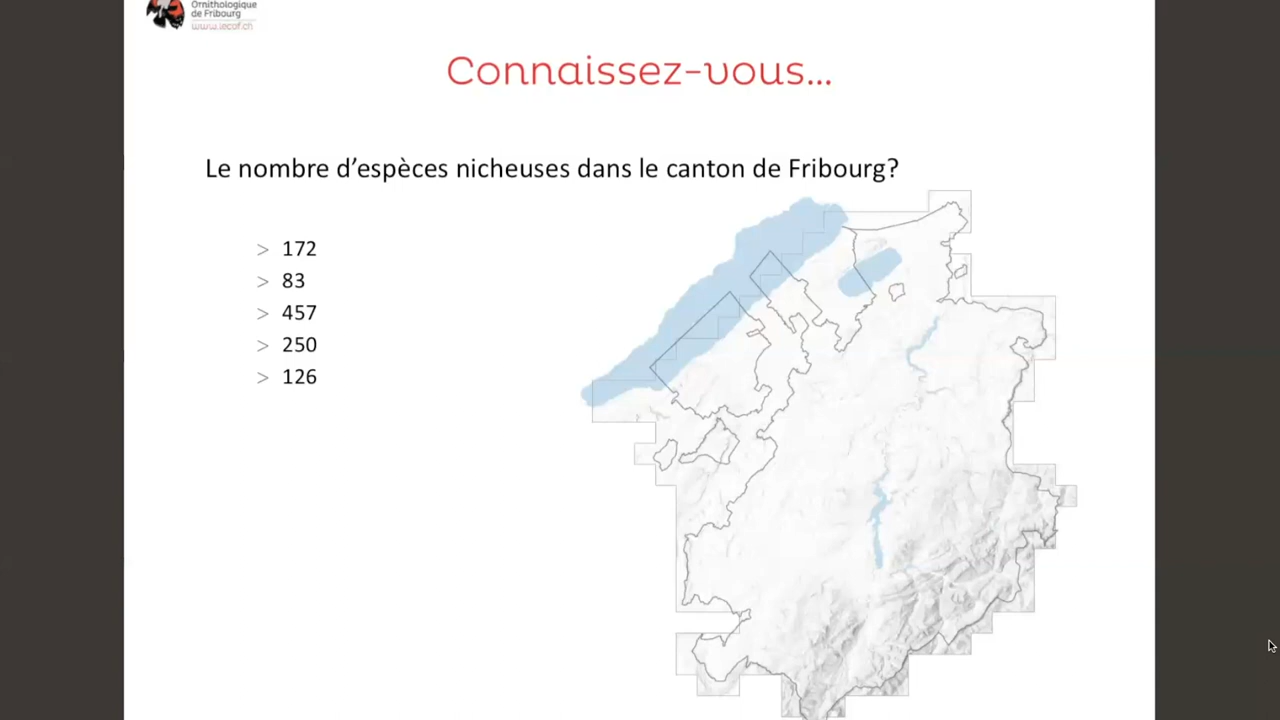 Ornithologique
de Fribourg
Connaissez-vous...
Le nombre d'espèces nicheuses dans le canton de Fribourg?
> 172
> 83
> 457
> 250
> 126